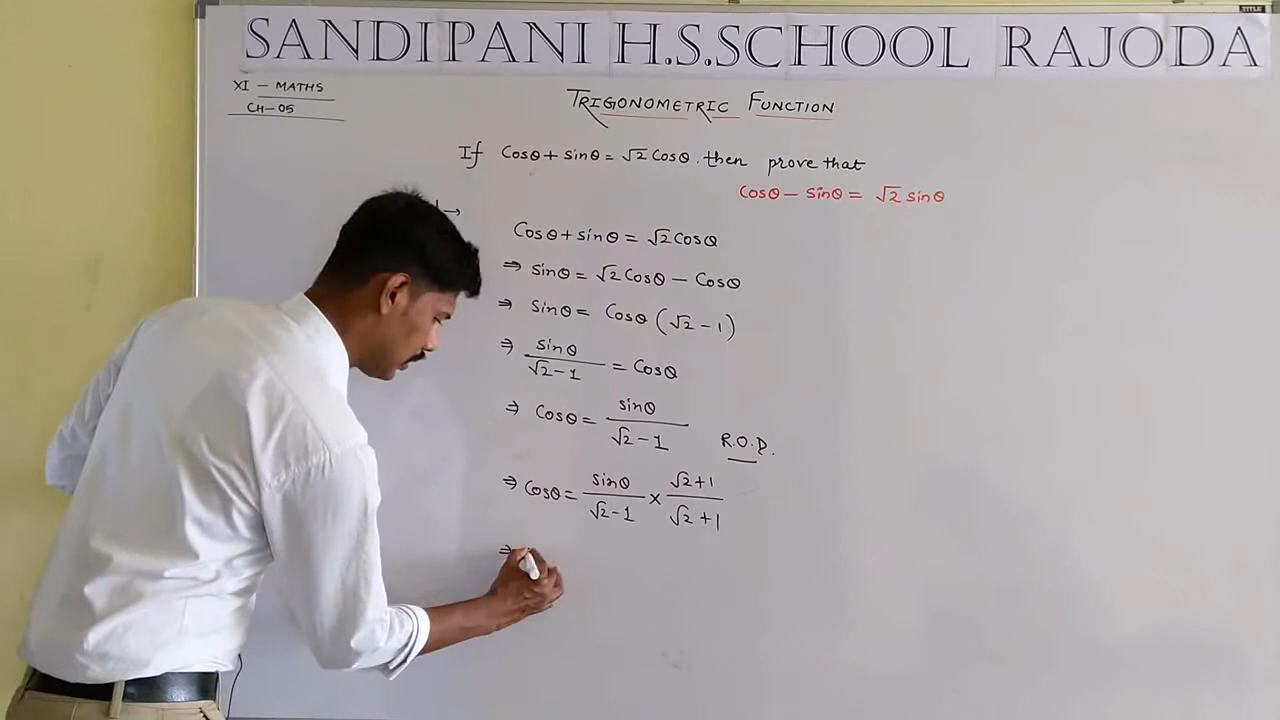 SANDIPANI H.S.SCHOOL RAJODA
XI - MATHS
CH-05
TRIGONOMETRIC FUNCTION
If Cosθ + sinθ = √2 Cosθ. then prove that
Cosθ - Sinθ = √2 sinθ
Cosθ + sinθ = √2 Cosθ
⇒ sinθ = √2 Cosθ - Cosθ
⇒ sinθ = Cosθ (√2 - 1)
⇒ sinθ / √2 - 1 = Cosθ
⇒ Cosθ = sinθ / √2 - 1 R.O.D.
⇒ Cosθ = sinθ / √2 - 1 × √2 + 1 / √2 + 1
⇒